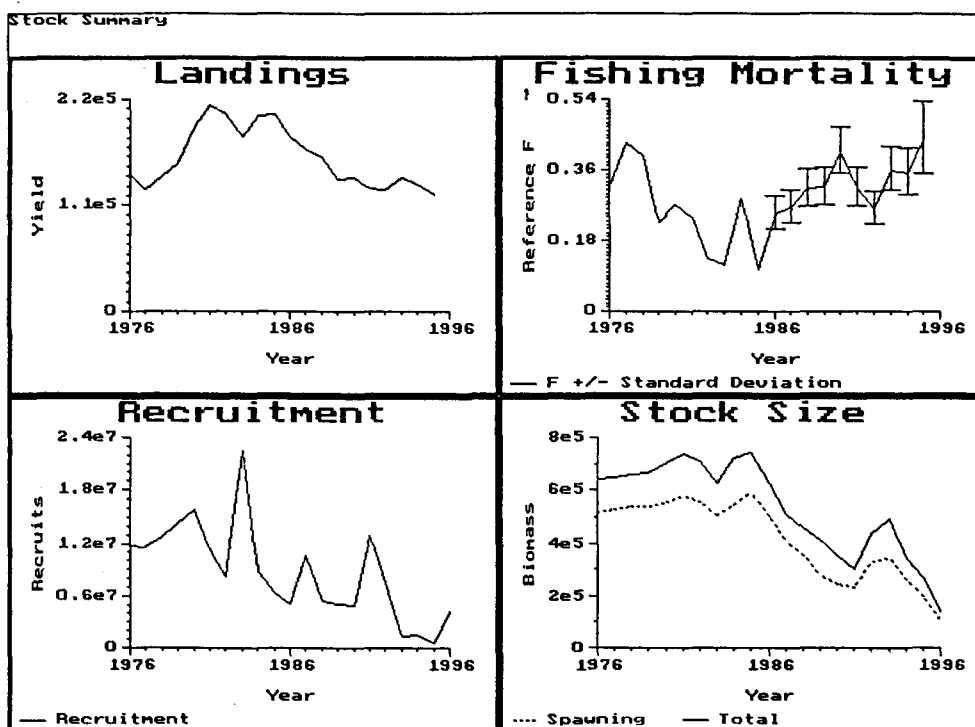 Stock Summary
Landings
2.2e5
1.1e5
0
Yield
1976 1986 1996
Year
Fishing Mortality
0.54
0.36
0.18
0
Reference F
1976 1986 1996
Year
— F +/- Standard Deviation
Recruitment
2.4e7
1.8e7
1.2e7
0.6e7
0
Recruits
1976 1986 1996
Year
— Recruitment
Stock Size
8e5
6e5
4e5
2e5
0
Biomass
1976 1986 1996
Year
Spawning — Total